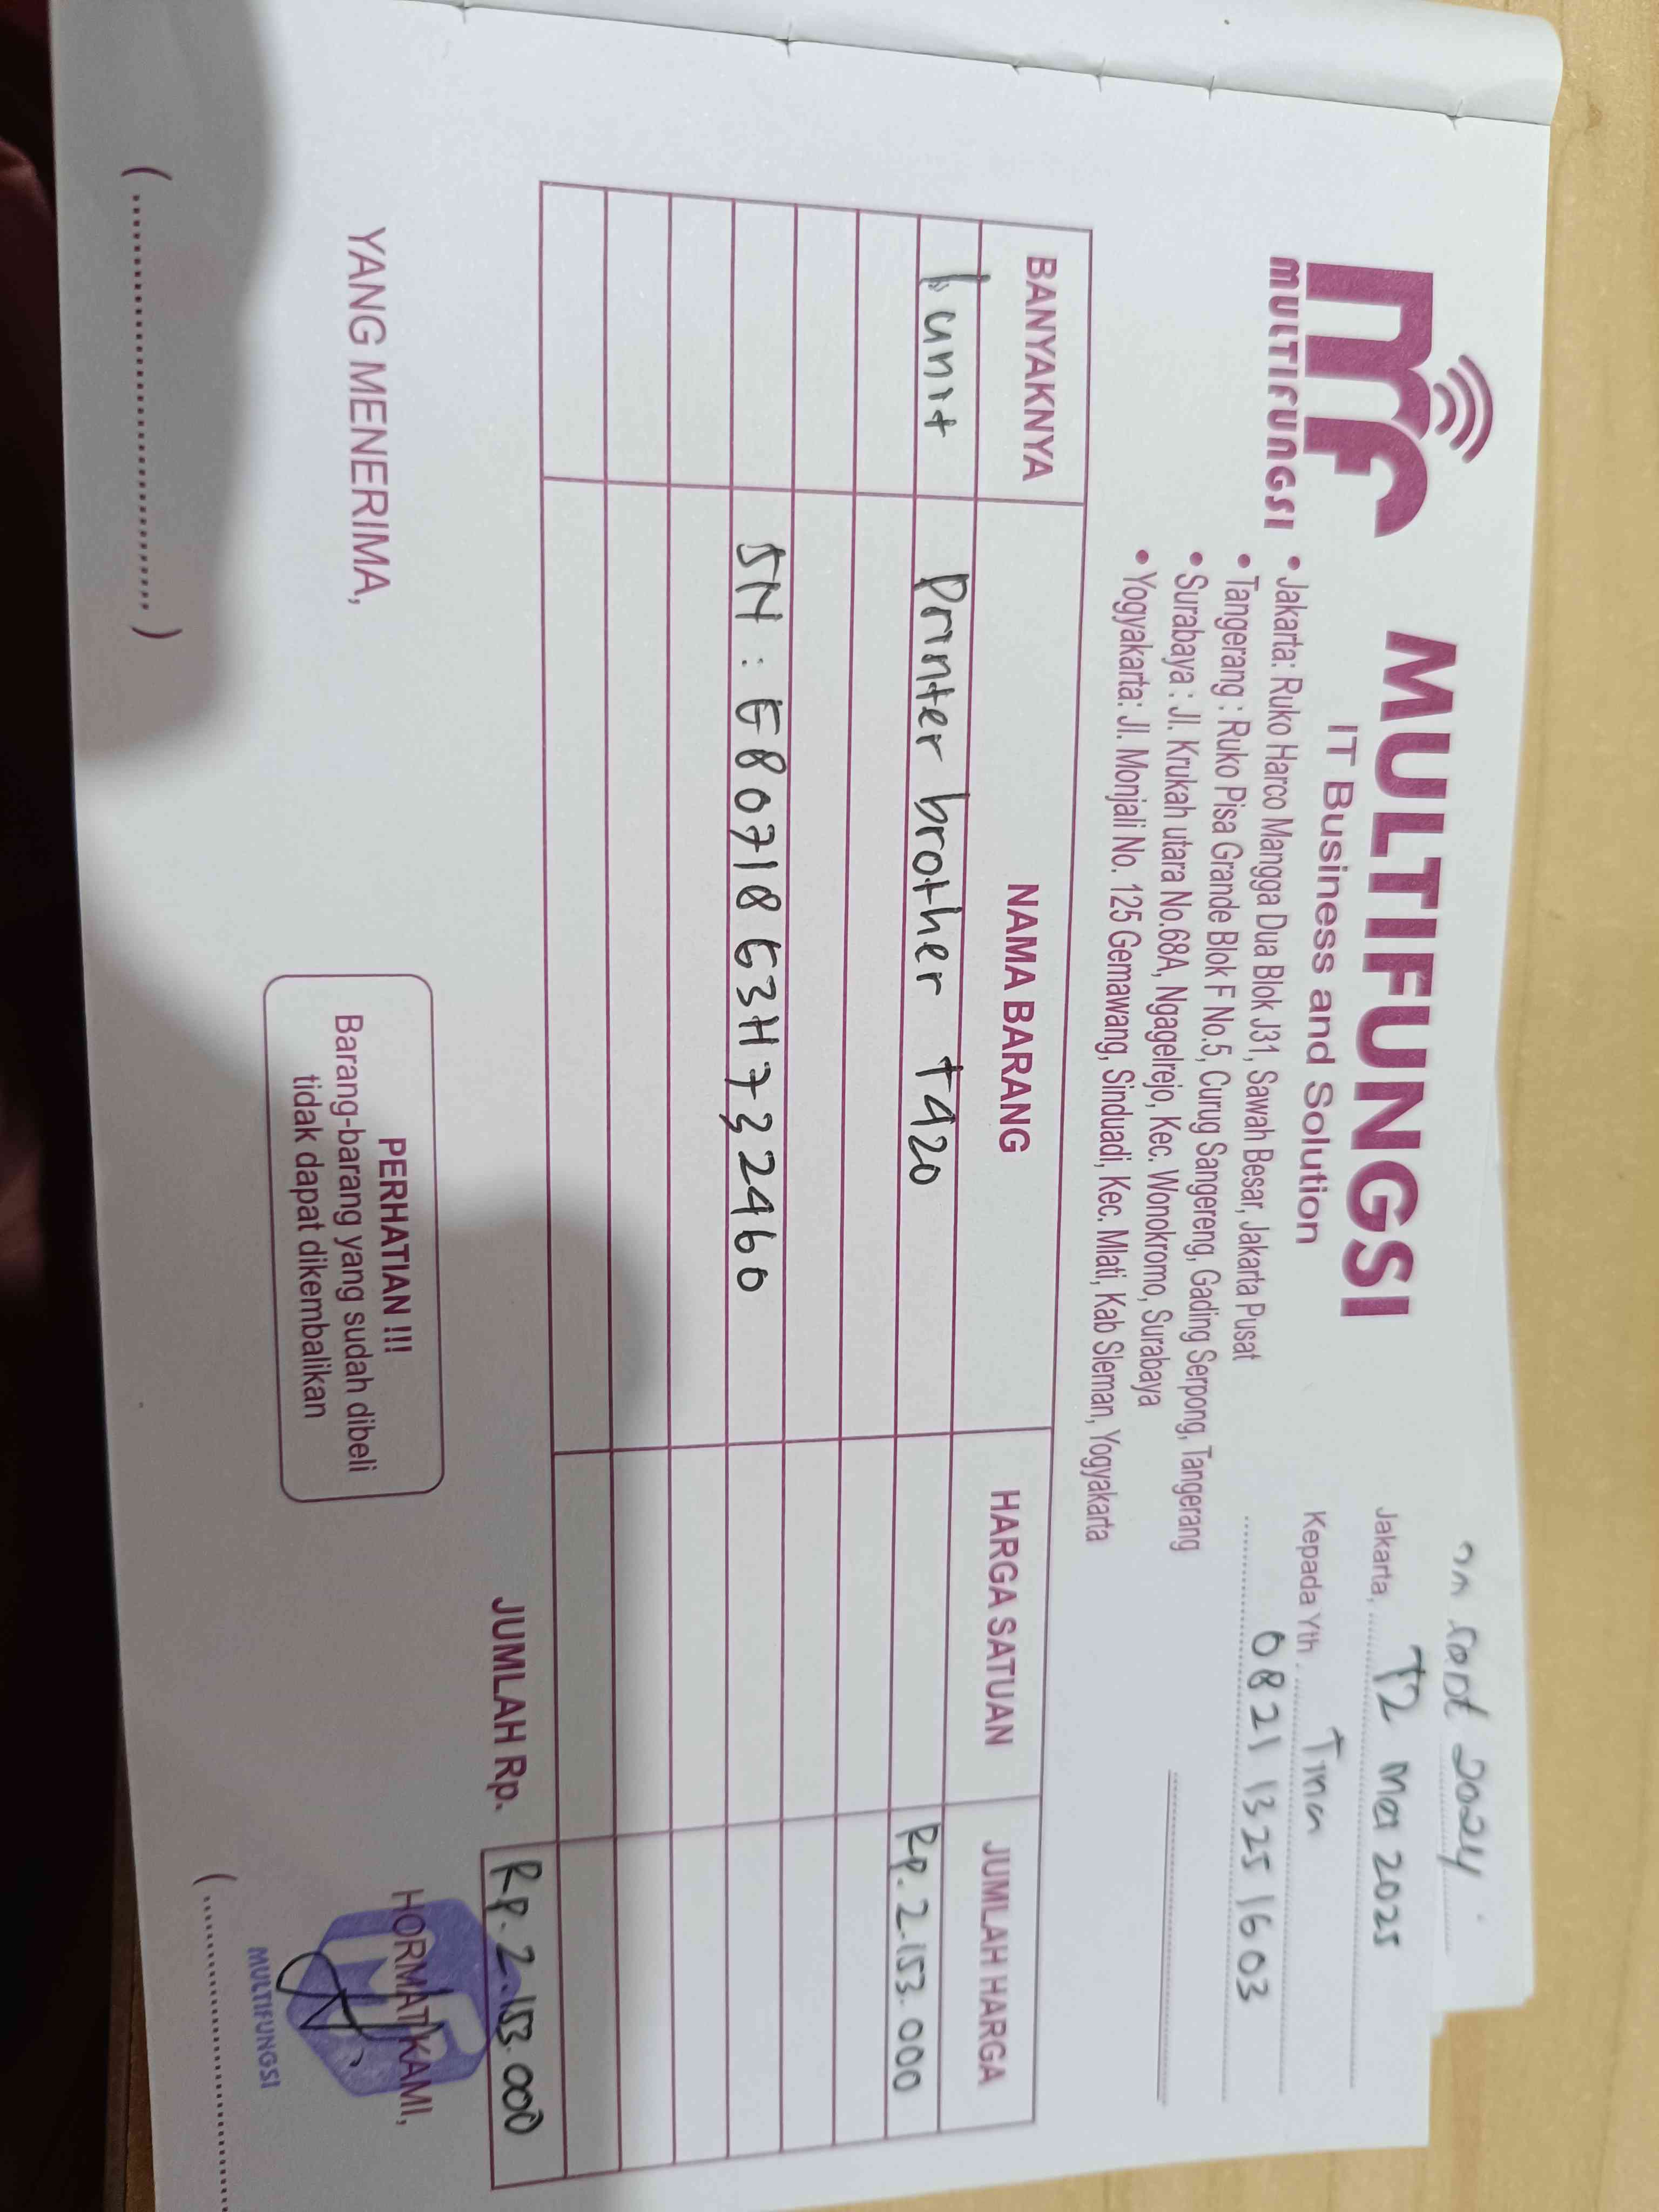 MULTIFUNGSI
MULTIFUNGSI
IT Business and Solution
• Jakarta: Ruko Harco Mangga Dua Blok J31, Sawah Besar, Jakarta Pusat
• Tangerang : Ruko Pisa Grande Blok F No.5, Curug Sangereng, Gading Serpong, Tangerang
• Surabaya : Jl. Krukah utara No.68A, Ngagelrejo, Kec. Wonokromo, Surabaya
• Yogyakarta: Jl. Monjali No. 125 Gemawang, Sinduadi, Kec. Mlati, Kab Sleman, Yogyakarta
2024
Jakarta, 12 Mei 2025
Kepada Yth. Tina
0821 1325 1603
BANYAKNYA NAMA BARANG HARGA SATUAN JUMLAH HARGA
1 unit Printer brother T420 Rp. 2.153.000
SN : E80718G3H732460
JUMLAH Rp. Rp. 2.153.000
YANG MENERIMA,
PERHATIAN !!!
Barang-barang yang sudah dibeli
tidak dapat dikembalikan
HORMAT KAMI,
MULTIFUNGSI